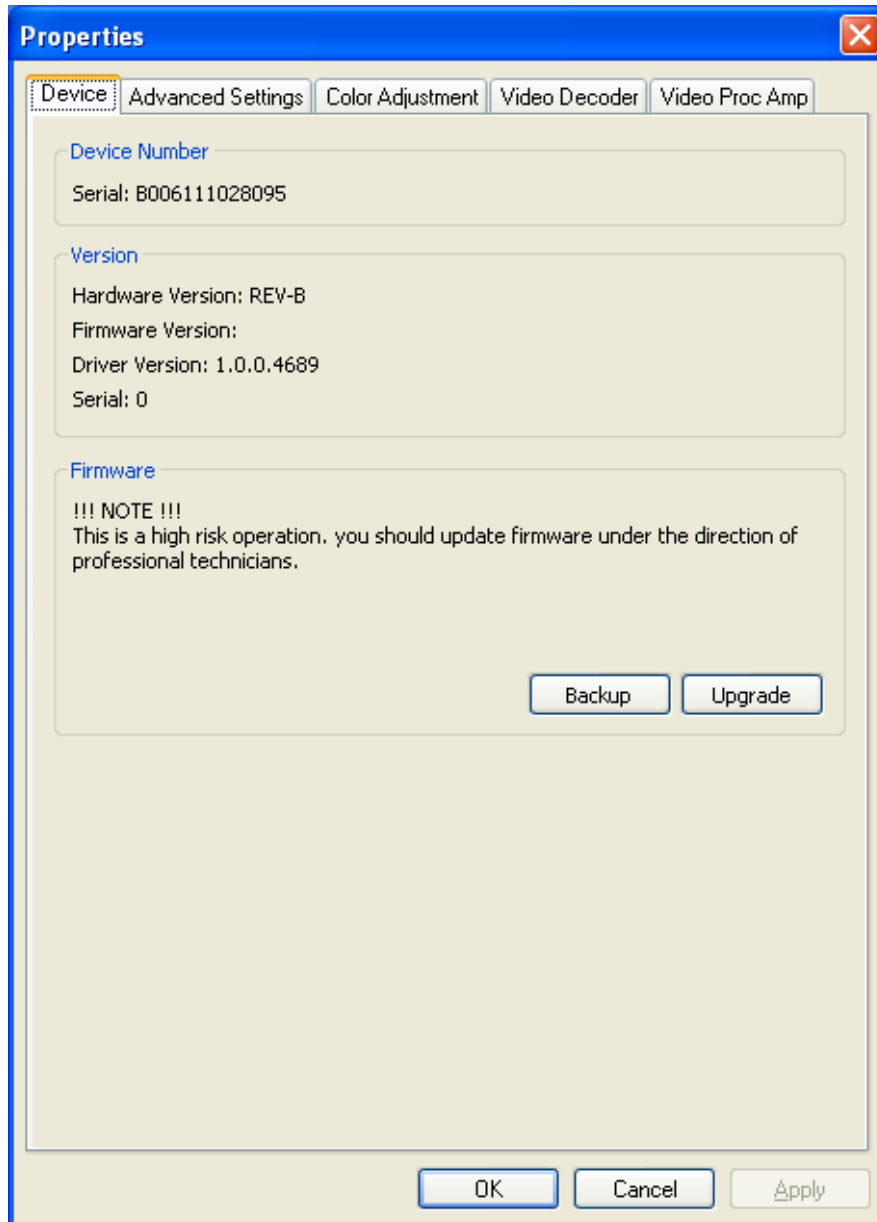 Properties
Device Advanced Settings Color Adjustment Video Decoder Video Proc Amp
Device Number
Serial: B006111028095
Version
Hardware Version: REV-B
Firmware Version:
Driver Version: 1.0.0.4689
Serial: 0
Firmware
!!! NOTE !!!
This is a high risk operation. you should update firmware under the direction of
professional technicians.
Backup Upgrade
OK Cancel Apply